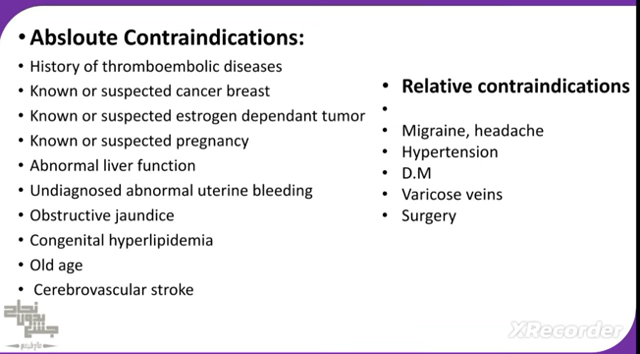 • Absloute Contraindications:
• History of thromboembolic diseases
• Known or suspected cancer breast
• Known or suspected estrogen dependant tumor
• Known or suspected pregnancy
• Abnormal liver function
• Undiagnosed abnormal uterine bleeding
• Obstructive jaundice
• Congenital hyperlipidemia
• Old age
• Cerebrovascular stroke
• Relative contraindications
•
• Migraine, headache
• Hypertension
• D.M
• Varicose veins
• Surgery
XRecorder